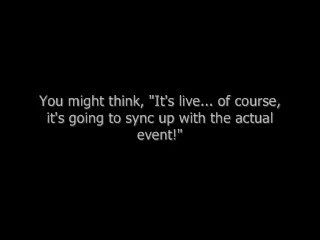 You might think, "It's live... of course,
it's going to sync up with the actual
event!"